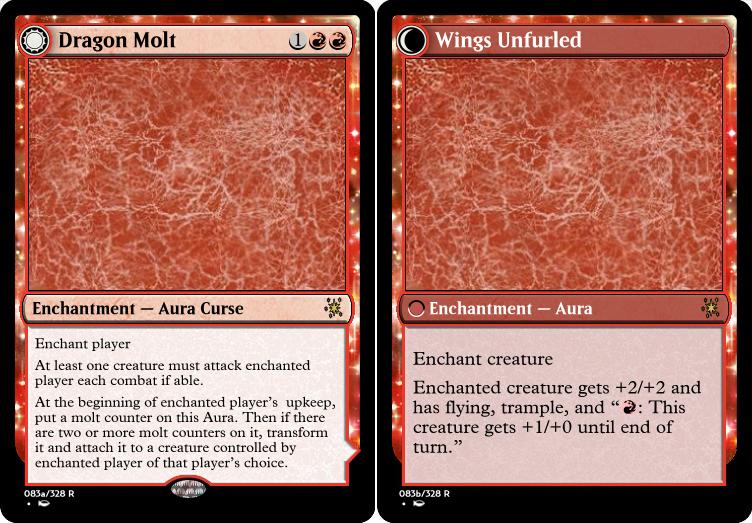 Dragon Molt 1
Enchantment — Aura Curse
Enchant player
At least one creature must attack enchanted
player each combat if able.
At the beginning of enchanted player's upkeep,
put a molt counter on this Aura. Then if there
are two or more molt counters on it, transform
it and attach it to a creature controlled by
enchanted player of that player's choice.
083a/328 R
Wings Unfurled
Enchantment — Aura
Enchant creature
Enchanted creature gets +2/+2 and
has flying, trample, and “ : This
creature gets +1/+0 until end of
turn.”
083b/328 R